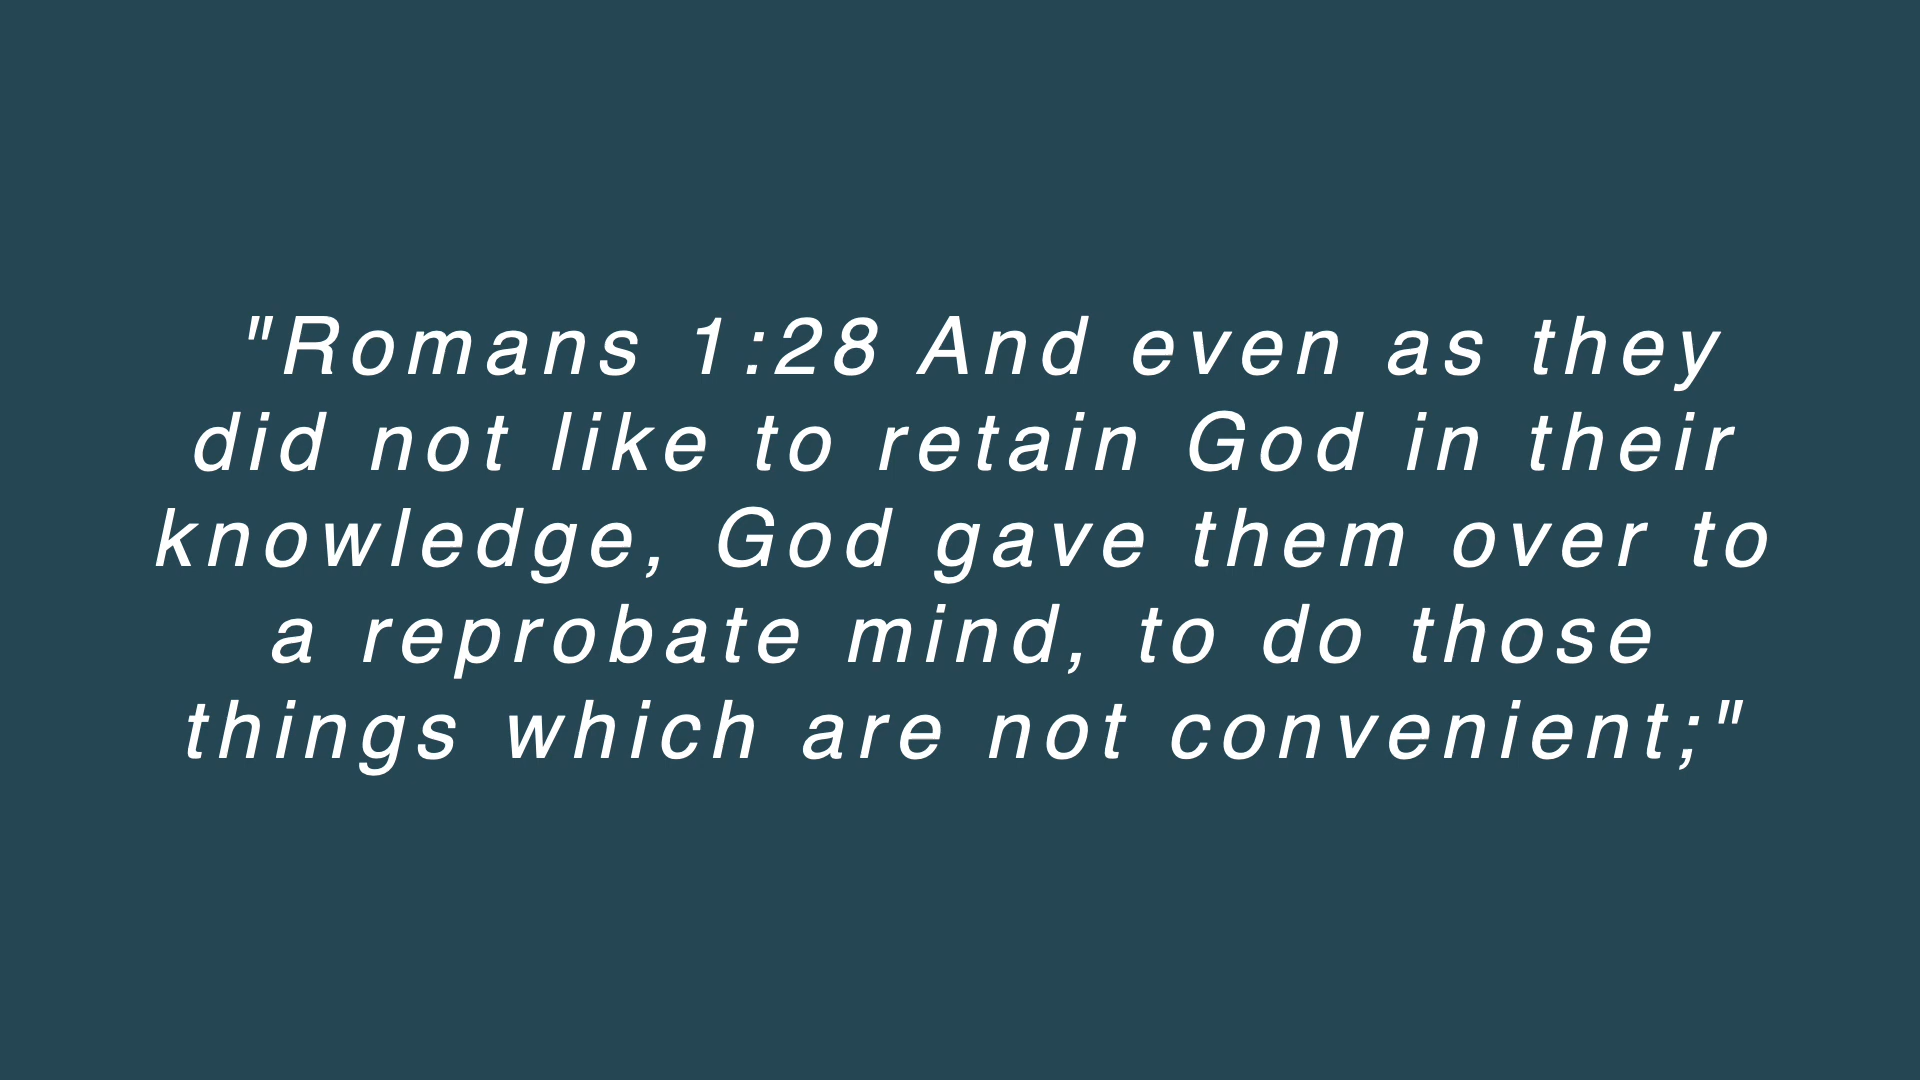 "Romans 1:28 And even as they
did not like to retain God in their
knowledge, God gave them over to
a reprobate mind, to do those
things which are not convenient;"